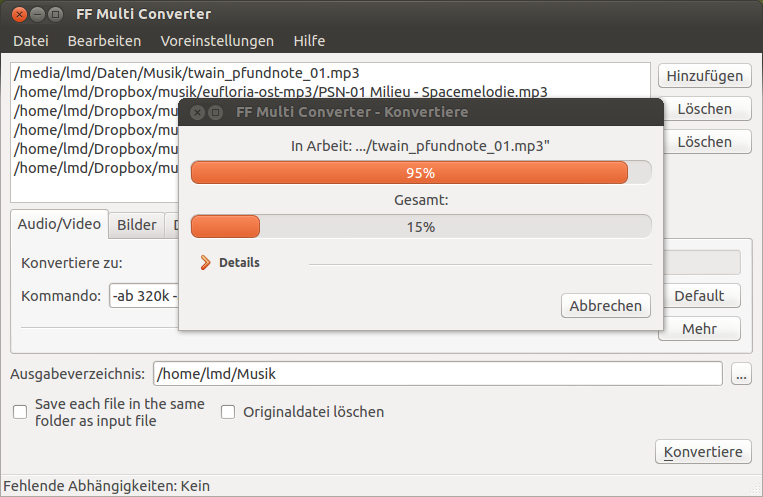 FF Multi Converter
Datei Bearbeiten Voreinstellungen Hilfe
/media/lmd/Daten/Musik/twain_pfundnote_01.mp3
/home/lmd/Dropbox/musik/eufloria-ost-mp3/PSN-01 Milieu - Spacemelodie.mp3
/home/lmd/Dropbox/mu
/home/lmd/Dropbox/mu
/home/lmd/Dropbox/mu
/home/lmd/Dropbox/mu
Hinzufügen
Löschen
Löschen
FF Multi Converter - Konvertiere
In Arbeit: .../twain_pfundnote_01.mp3"
95%
Gesamt:
15%
Details
Abbrechen
Audio/Video Bilder
Konvertiere zu:
Kommando: -ab 320k - Default
Mehr
Ausgabeverzeichnis: /home/lmd/Musik ...
Save each file in the same
folder as input file
Originaldatei löschen
Konvertiere
Fehlende Abhängigkeiten: Kein